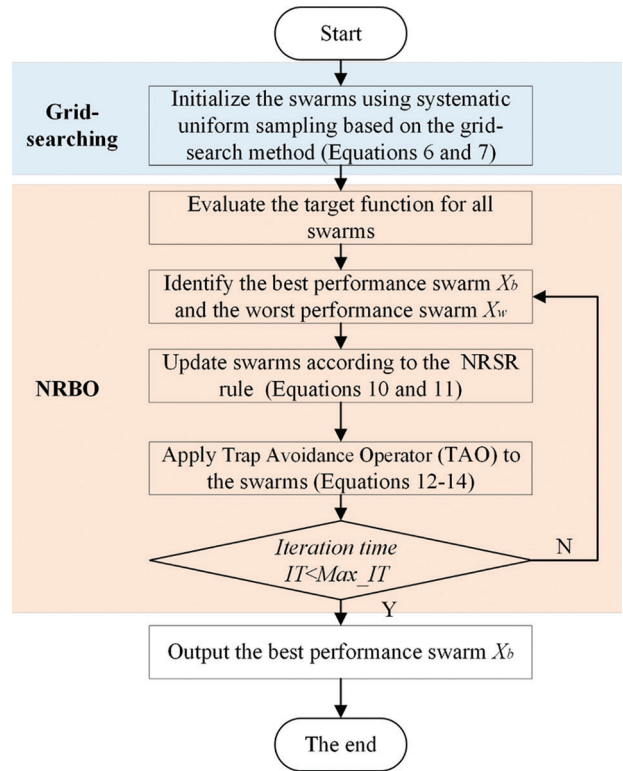 Start
Grid-
searching
Initialize the swarms using systematic
uniform sampling based on the grid-
search method (Equations 6 and 7)
Evaluate the target function for all
swarms
Identify the best performance swarm Xb
and the worst performance swarm Xw
NRBO
Update swarms according to the NRSR
rule (Equations 10 and 11)
Apply Trap Avoidance Operator (TAO) to
the swarms (Equations 12-14)
Iteration time
IT<Max_IT
N
Y
Output the best performance swarm Xb
The end